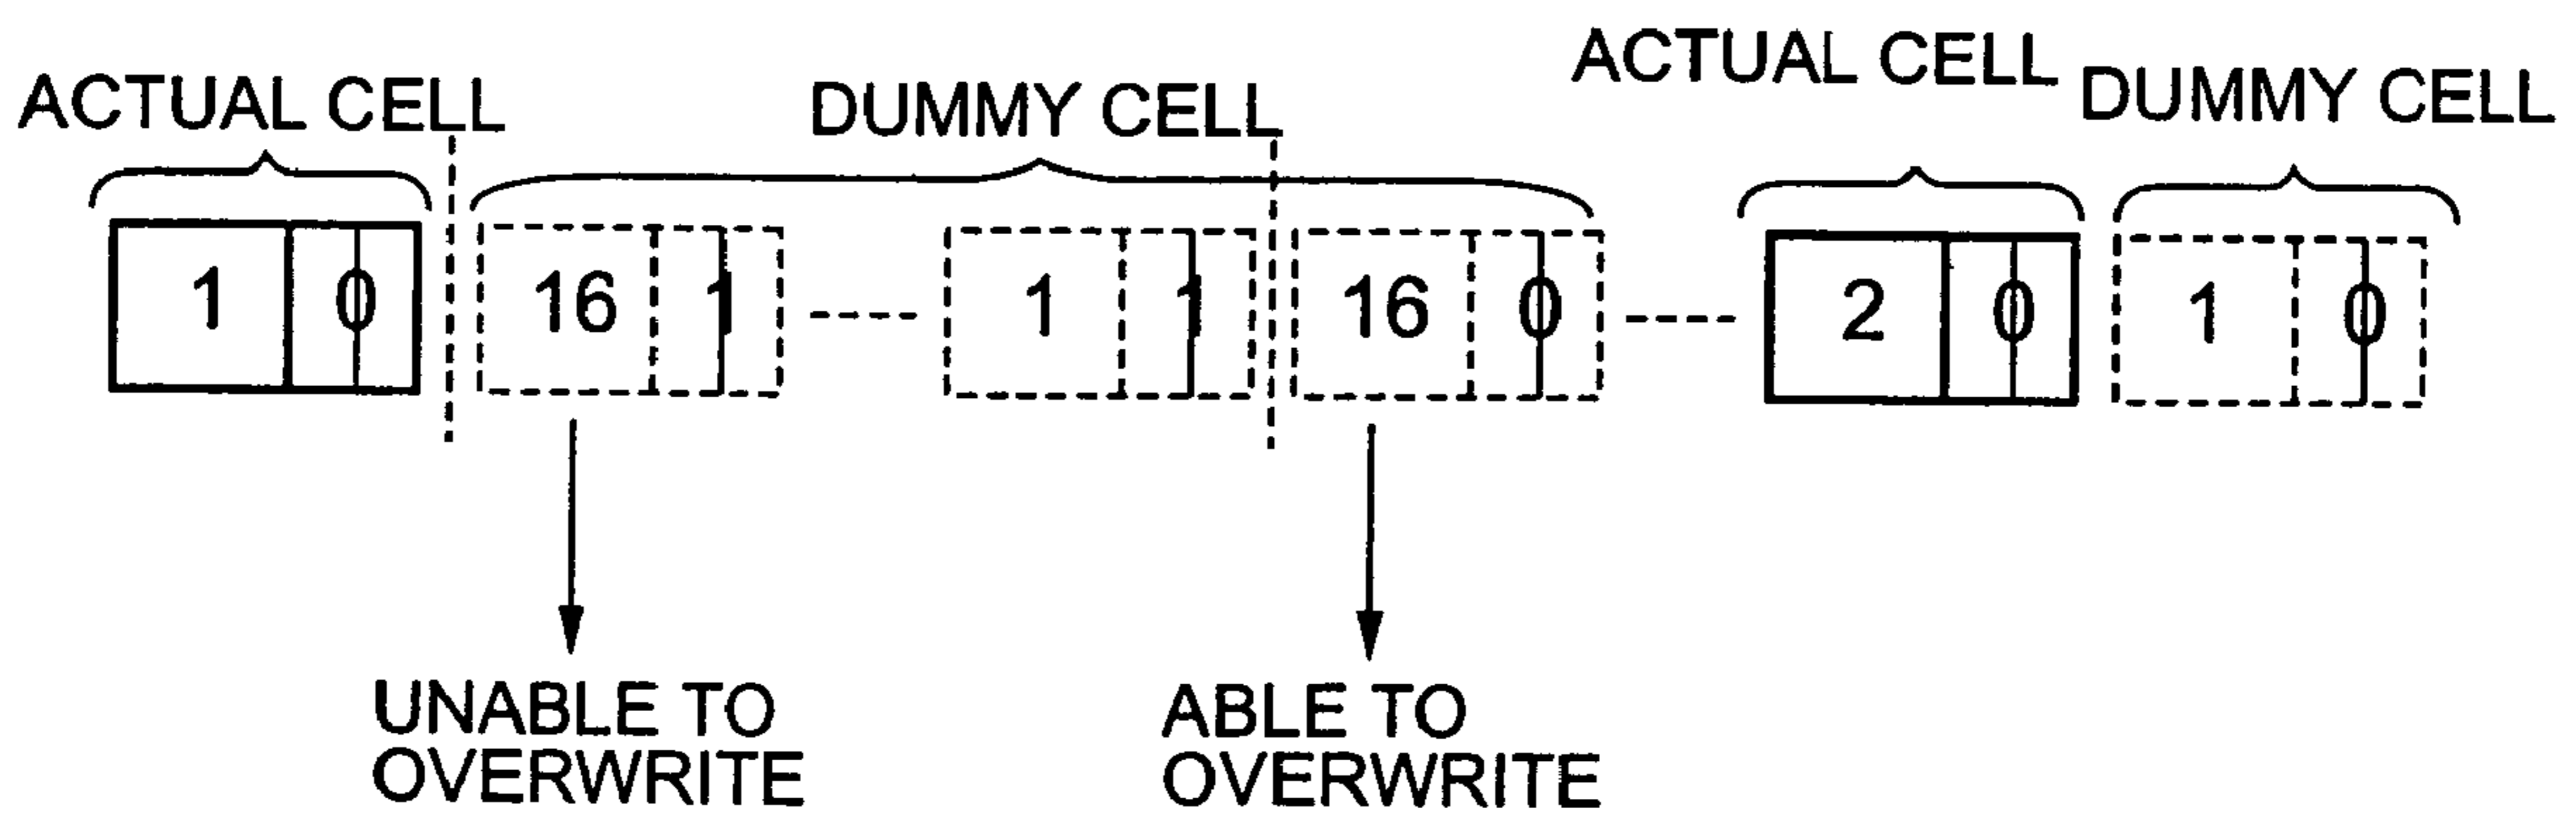 ACTUAL CELL
DUMMY CELL
ACTUAL CELL
DUMMY CELL
1 0 16 1 1 1 16 0 2 0 1 0
UNABLE TO
OVERWRITE
ABLE TO
OVERWRITE